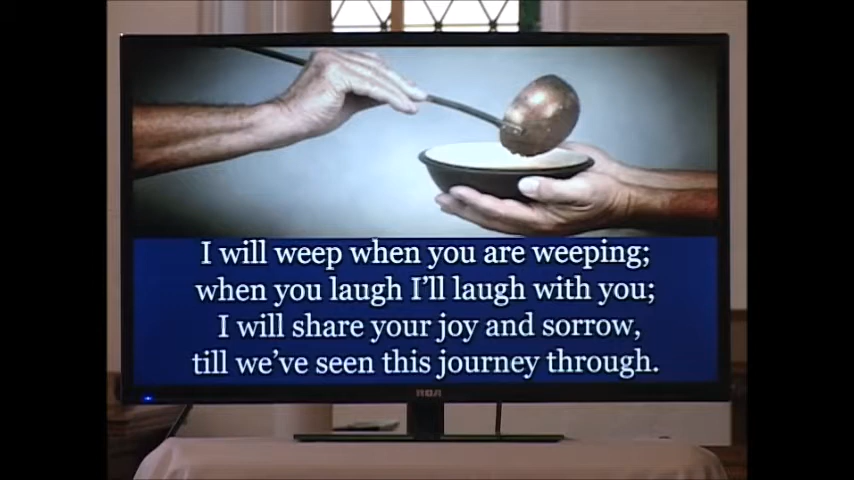 I will weep when you are weeping;
when you laugh I'll laugh with you;
I will share your joy and sorrow,
till we've seen this journey through.
RCA